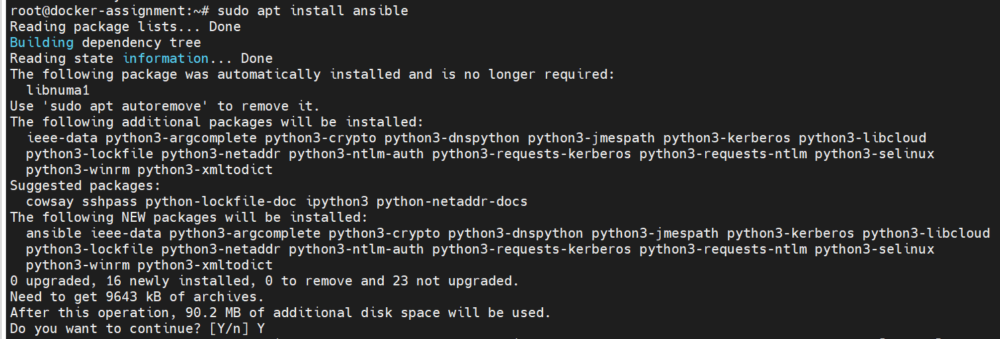 root@docker-assignment:~# sudo apt install ansible
Reading package lists... Done
Building dependency tree
Reading state information... Done
The following package was automatically installed and is no longer required:
  libnuma1
Use 'sudo apt autoremove' to remove it.
The following additional packages will be installed:
  ieee-data python3-argcomplete python3-crypto python3-dnspython python3-jmespath python3-kerberos python3-libcloud
  python3-lockfile python3-netaddr python3-ntlm-auth python3-requests-kerberos python3-requests-ntlm python3-selinux
  python3-winrm python3-xmltodict
Suggested packages:
  cowsay sshpass python-lockfile-doc ipython3 python-netaddr-docs
The following NEW packages will be installed:
  ansible ieee-data python3-argcomplete python3-crypto python3-dnspython python3-jmespath python3-kerberos python3-libcloud
  python3-lockfile python3-netaddr python3-ntlm-auth python3-requests-kerberos python3-requests-ntlm python3-selinux
  python3-winrm python3-xmltodict
0 upgraded, 16 newly installed, 0 to remove and 23 not upgraded.
Need to get 9643 kB of archives.
After this operation, 90.2 MB of additional disk space will be used.
Do you want to continue? [Y/n] Y